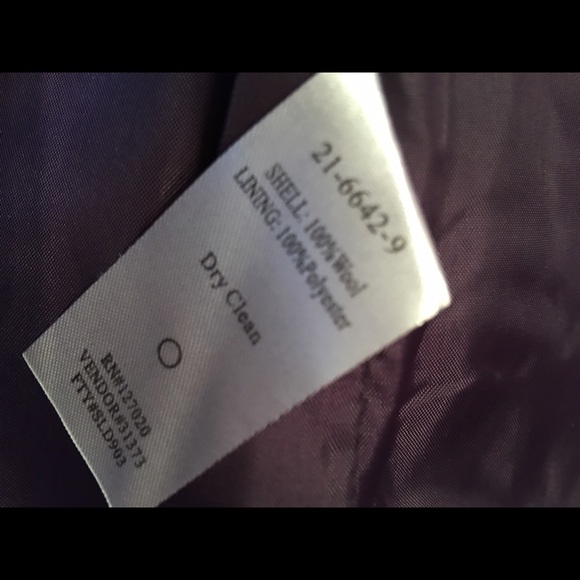 21-6642-9
SHELL: 100%Wool
LINING:100%Polyester
Dry Clean
RN#127020
VENDOR#31373
FTY#SLD903